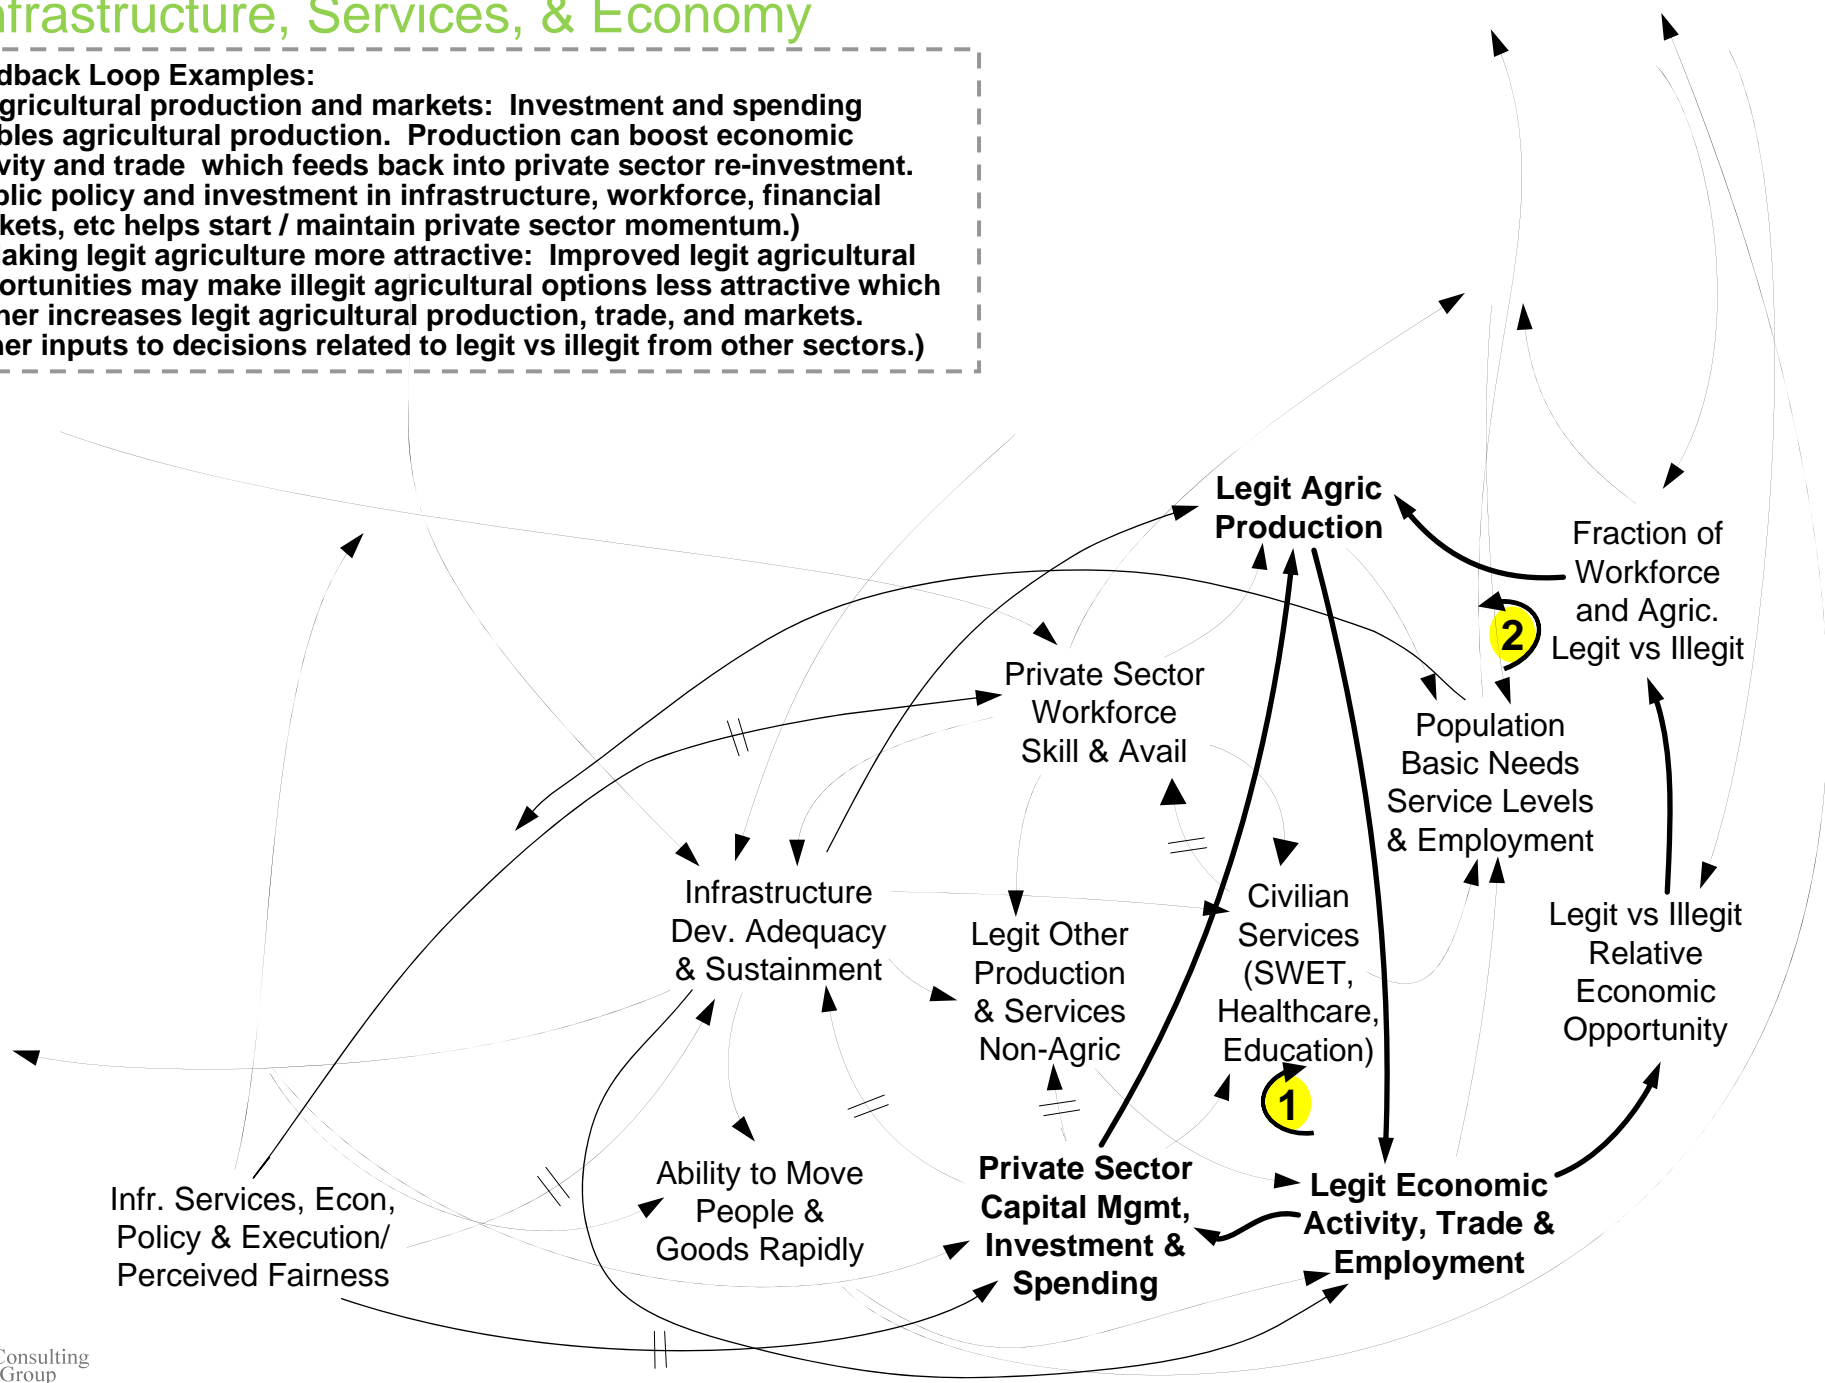 nfrastructure, Services, & Economy
dback Loop Examples:
gricultural production and markets:  Investment and spending
bles agricultural production.  Production can boost economic
vity and trade  which feeds back into private sector re-investment.
blic policy and investment in infrastructure, workforce, financial
kets, etc helps start / maintain private sector momentum.)
aking legit agriculture more attractive:  Improved legit agricultural
ortunities may make illegit agricultural options less attractive which
her increases legit agricultural production, trade, and markets.
her inputs to decisions related to legit vs illegit from other sectors.)
Legit Agric
Production
Fraction of
Workforce
and Agric.
Legit vs Illegit
2
Private Sector
Workforce
Skill & Avail
Population
Basic Needs
Service Levels
& Employment
Infrastructure
Dev. Adequacy
& Sustainment
Legit Other
Production
& Services
Non-Agric
Civilian
Services
(SWET,
Healthcare,
Education)
Legit vs Illegit
Relative
Economic
Opportunity
1
Infr. Services, Econ,
Policy & Execution/
Perceived Fairness
Ability to Move
People &
Goods Rapidly
Private Sector
Capital Mgmt,
Investment &
Spending
Legit Economic
Activity, Trade &
Employment
Consulting
Group